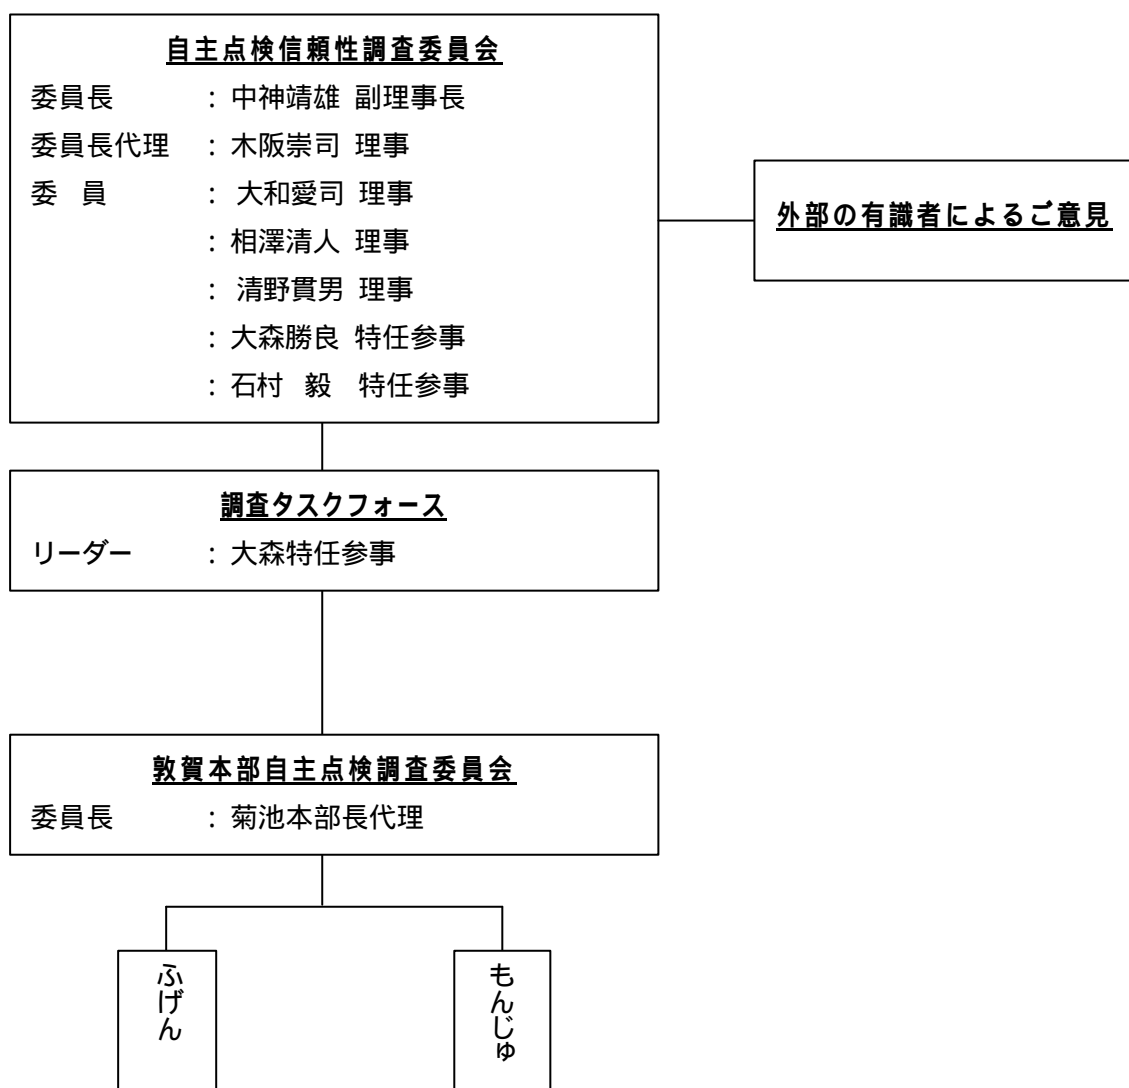 自主点検信頼性調査委員会
委員長 : 中神靖雄 副理事長
委員長代理 : 木阪崇司 理事
委 員 : 大和愛司 理事
: 相澤清人 理事
: 清野貫男 理事
: 大森勝良 特任参事
: 石村 毅 特任参事
外部の有識者によるご意見
調査タスクフォース
リーダー : 大森特任参事
敦賀本部自主点検調査委員会
委員長 : 菊池本部長代理
ふげん
もんじゅ